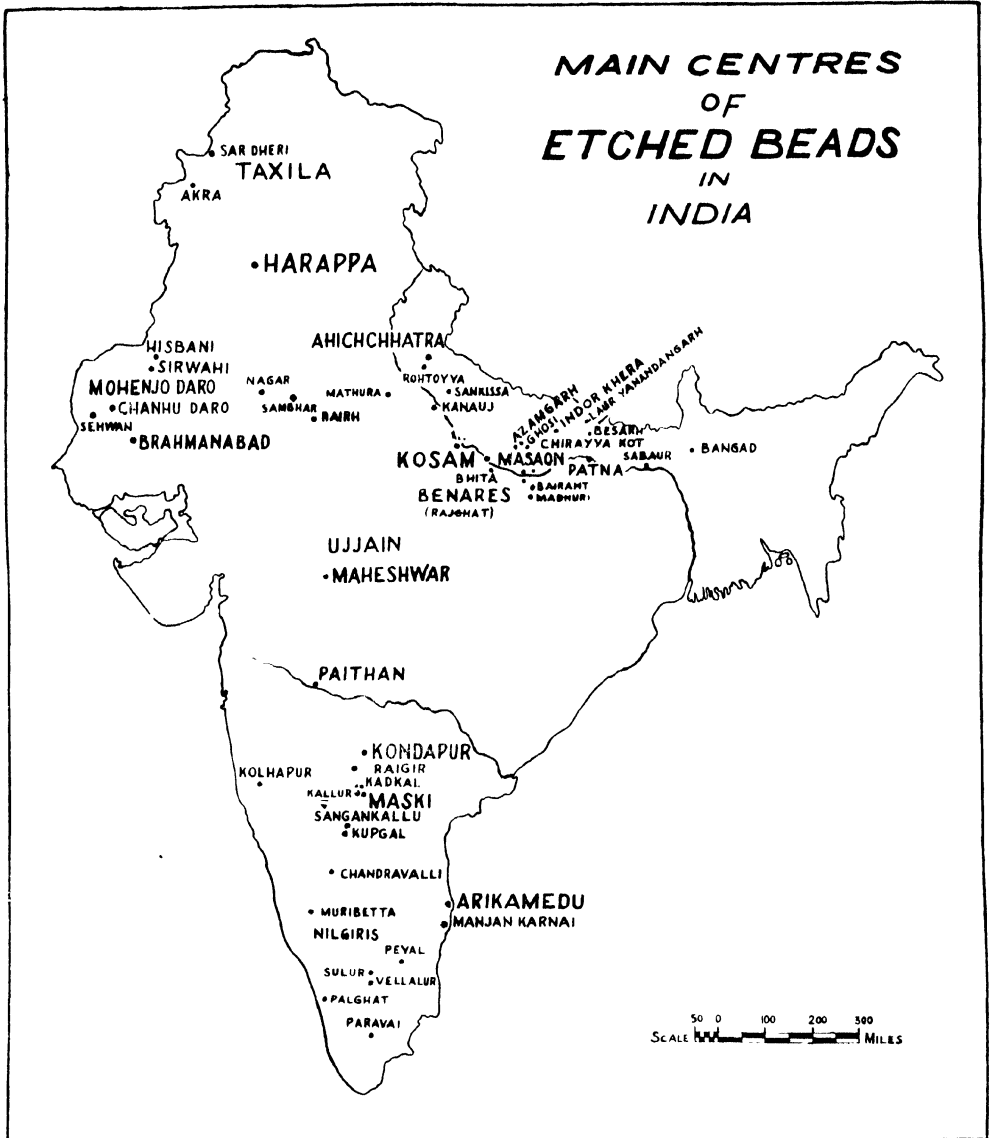 MAIN CENTRES
OF
ETCHED BEADS
IN
INDIA
SAR DHERI
TAXILA
AKRA
HARAPPA
AHICHCHHATRA
HISBANI
SIRWAHI
MOHENJO DARO
CHANHU DARO
SEHWAN
BRAHMANABAD
NAGAR
SAMBHAR
RAIRH
MATHURA
ROHTOYYA
SANKISSA
KANAUJ
AZAMGARH
GHOSI
INDOR KHERA
LAUR YANANDANGARH
BESARH
CHIRAYYA KOT
KOSAM
MASAON
PATNA
SABAUR
BANGAD
BHITA
BAIRANT
BENARES
MADHURI
(RAJGHAT)
UJJAIN
MAHESHWAR
PAITHAN
KONDAPUR
RAIGIR
KOLHAPUR
KADKAL
KALLUR
MASKI
SANGANKALLU
KUPGAL
CHANDRAVALLI
ARIKAMEDU
MURIBETTA
MANJAN KARNAI
NILGIRIS
PEYAL
SULUR
VELLALUR
PALGHAT
PARAVAI
50 0 100 200 300
SCALE MILES